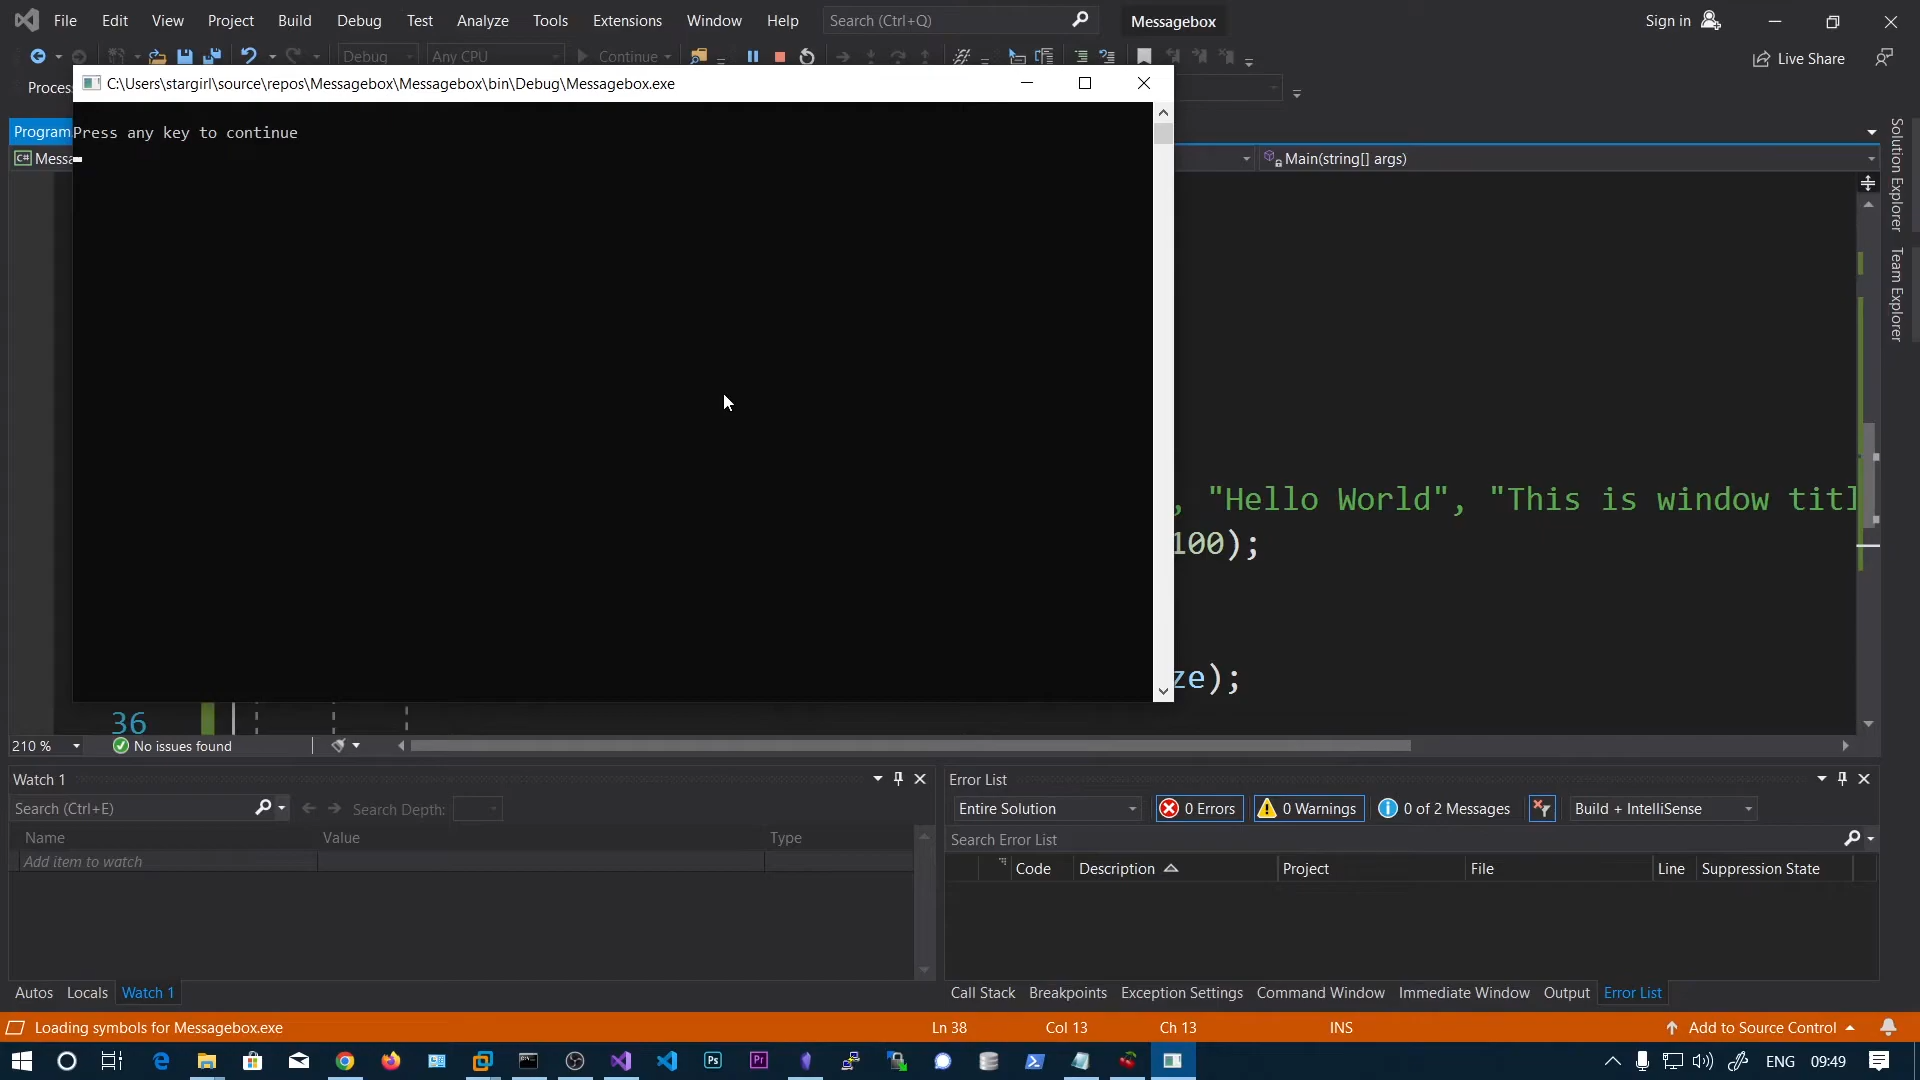 File Edit View Project Build Debug Test Analyze Tools Extensions Window Help Search (Ctrl+Q) Messagebox Sign in
Debug Any CPU Continue Live Share
Process
C:\Users\stargirl\source\repos\Messagebox\Messagebox\bin\Debug\Messagebox.exe
Program
Press any key to continue
C# Messa
Main(string[] args)
Solution Explorer
Team Explorer
, "Hello World", "This is window titl
100);
ze);
36
210 % No issues found
Watch 1
Search (Ctrl+E) Search Depth:
Name Value Type
Add item to watch
Autos Locals Watch 1
Error List
Entire Solution 0 Errors 0 Warnings 0 of 2 Messages Build + IntelliSense
Search Error List
Code Description Project File Line Suppression State
Call Stack Breakpoints Exception Settings Command Window Immediate Window Output Error List
Loading symbols for Messagebox.exe Ln 38 Col 13 Ch 13 INS Add to Source Control
Ps Pr ENG 09:49